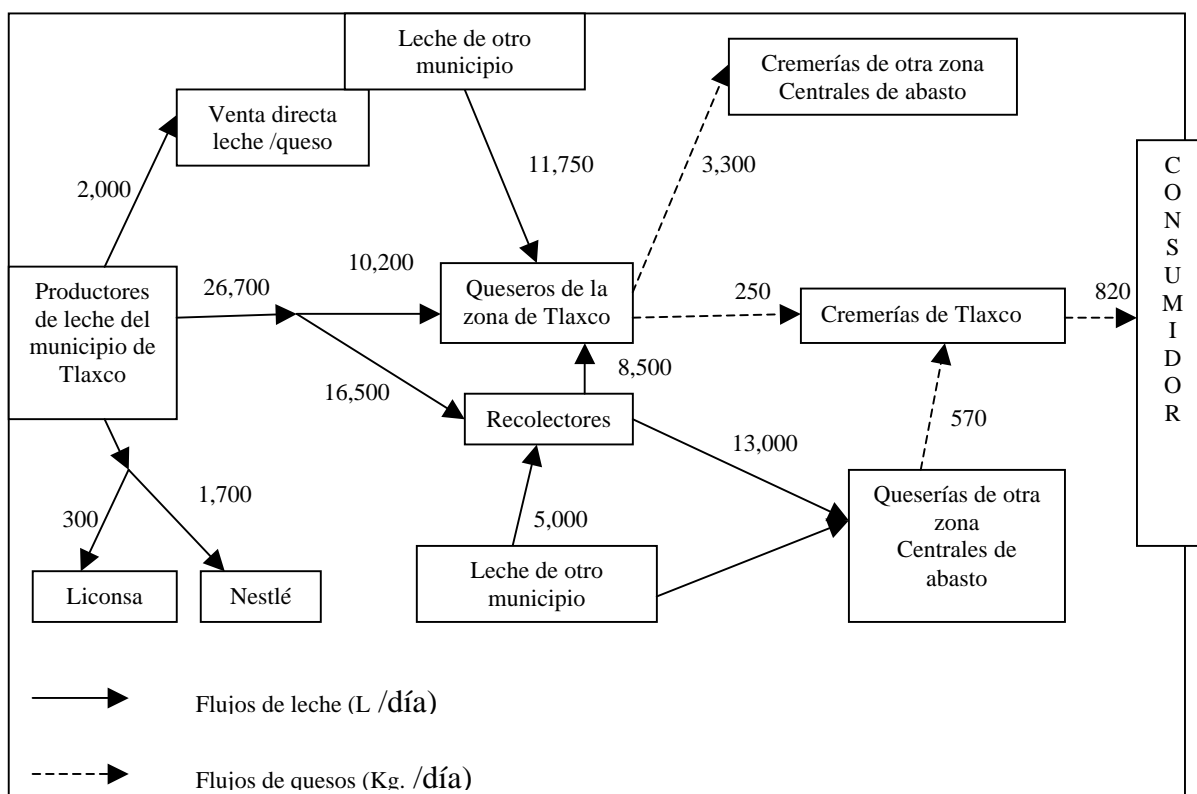 Leche de otro
municipio
Cremerías de otra zona
Centrales de abasto
Venta directa
leche /queso
C
O
N
S
U
M
I
D
O
R
2,000
11,750
3,300
Productores
de leche del
municipio de
Tlaxco
26,700
10,200
Queseros de la
zona de Tlaxco
250
Cremerías de Tlaxco
820
16,500
8,500
Recolectores
13,000
570
300
1,700
5,000
Leche de otro
municipio
Queserías de otra
zona
Centrales de
abasto
Liconsa
Nestlé
Flujos de leche (L /día)
Flujos de quesos (Kg. /día)